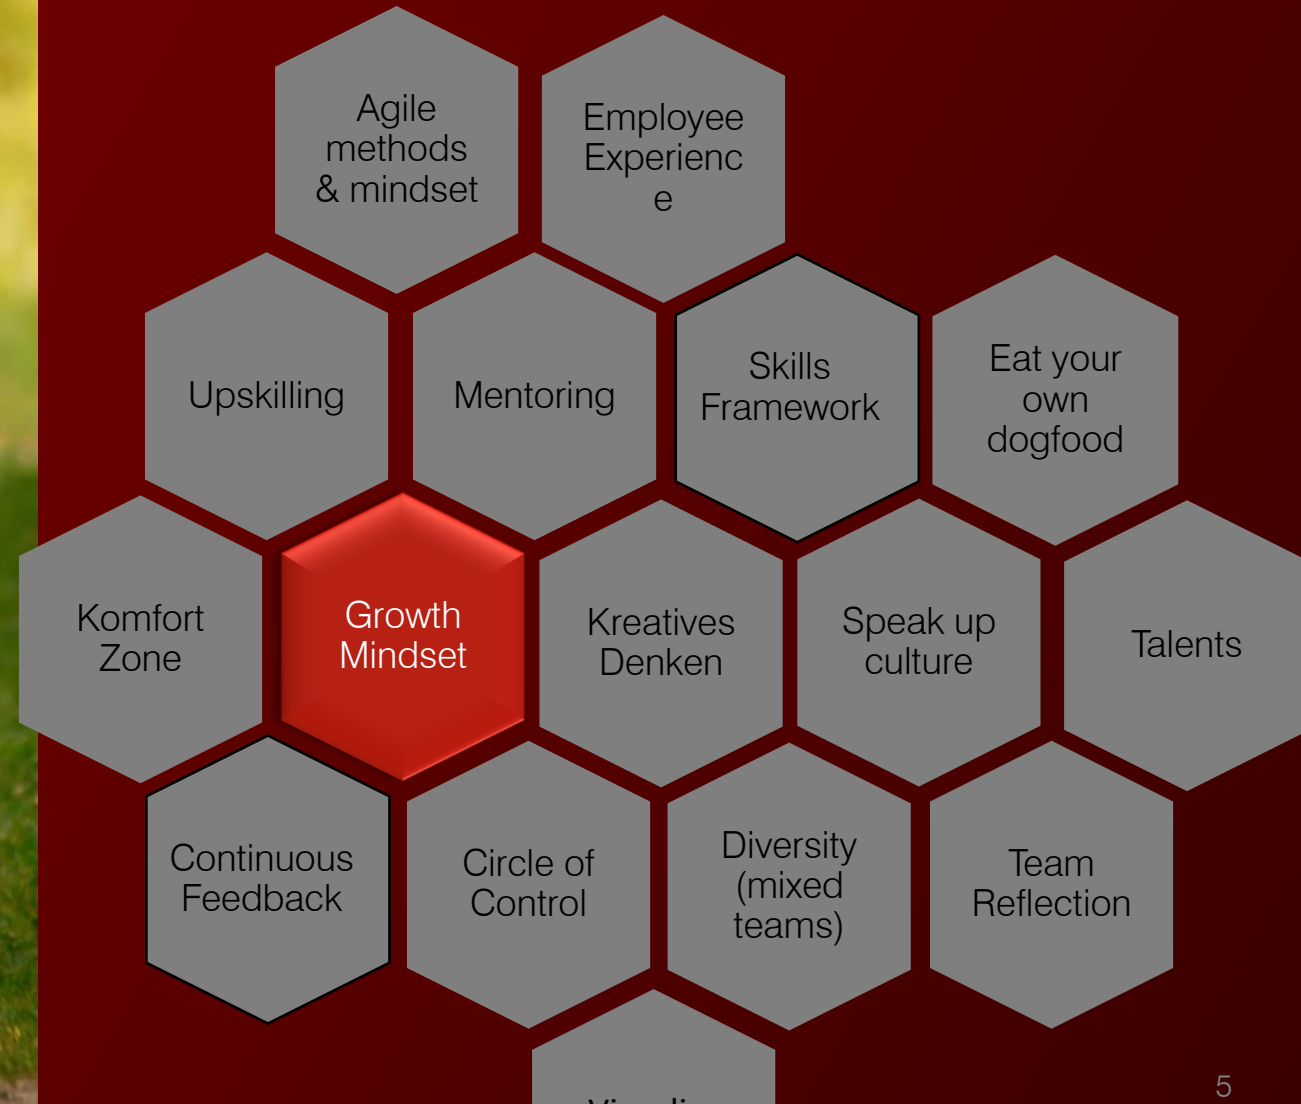 Agile
methods
& mindset
Employee
Experienc
e
Upskilling
Mentoring
Skills
Framework
Eat your
own
dogfood
Komfort
Zone
Growth
Mindset
Kreatives
Denken
Speak up
culture
Talents
Continuous
Feedback
Circle of
Control
Diversity
(mixed
teams)
Team
Reflection
5